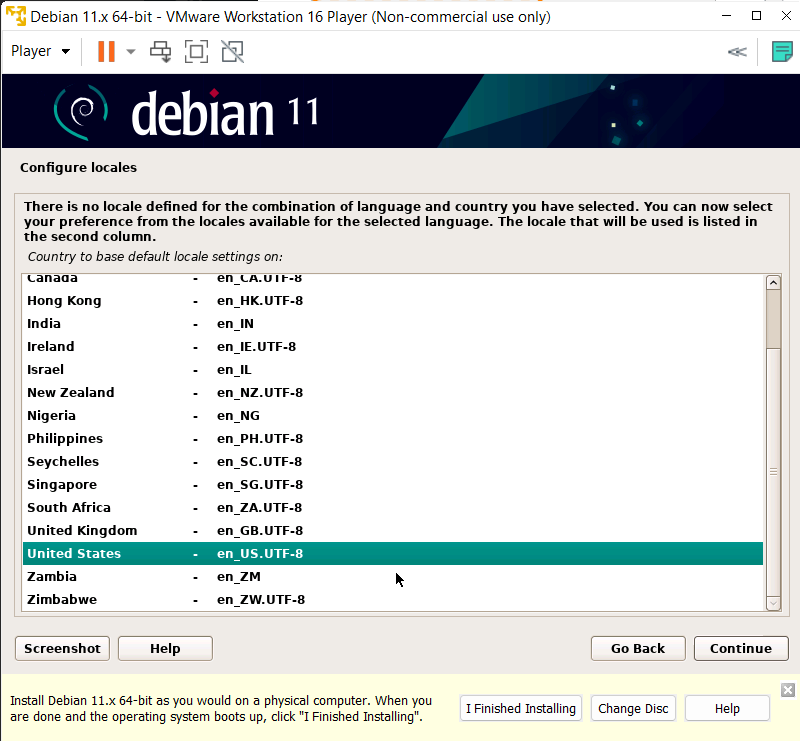 Debian 11.x 64-bit - VMware Workstation 16 Player (Non-commercial use only)
Player
debian 11
Configure locales
There is no locale defined for the combination of language and country you have selected. You can now select
your preference from the locales available for the selected language. The locale that will be used is listed in
the second column.
Country to base default locale settings on:
Canada - en_CA.UTF-8
Hong Kong - en_HK.UTF-8
India - en_IN
Ireland - en_IE.UTF-8
Israel - en_IL
New Zealand - en_NZ.UTF-8
Nigeria - en_NG
Philippines - en_PH.UTF-8
Seychelles - en_SC.UTF-8
Singapore - en_SG.UTF-8
South Africa - en_ZA.UTF-8
United Kingdom - en_GB.UTF-8
United States - en_US.UTF-8
Zambia - en_ZM
Zimbabwe - en_ZW.UTF-8
Screenshot Help Go Back Continue
Install Debian 11.x 64-bit as you would on a physical computer. When you
are done and the operating system boots up, click "I Finished Installing".
I Finished Installing Change Disc Help